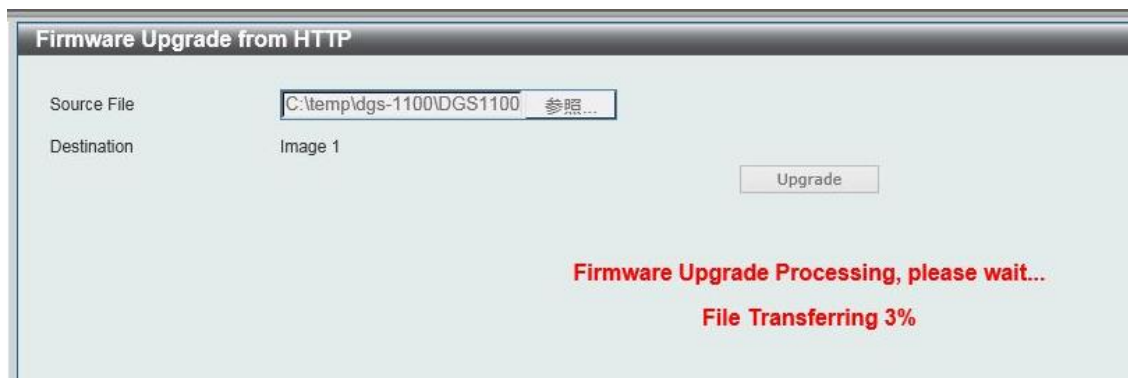 Firmware Upgrade from HTTP
Source File C:\temp\dgs-1100\DGS1100 参照...
Destination Image 1
Upgrade
Firmware Upgrade Processing, please wait...
File Transferring 3%